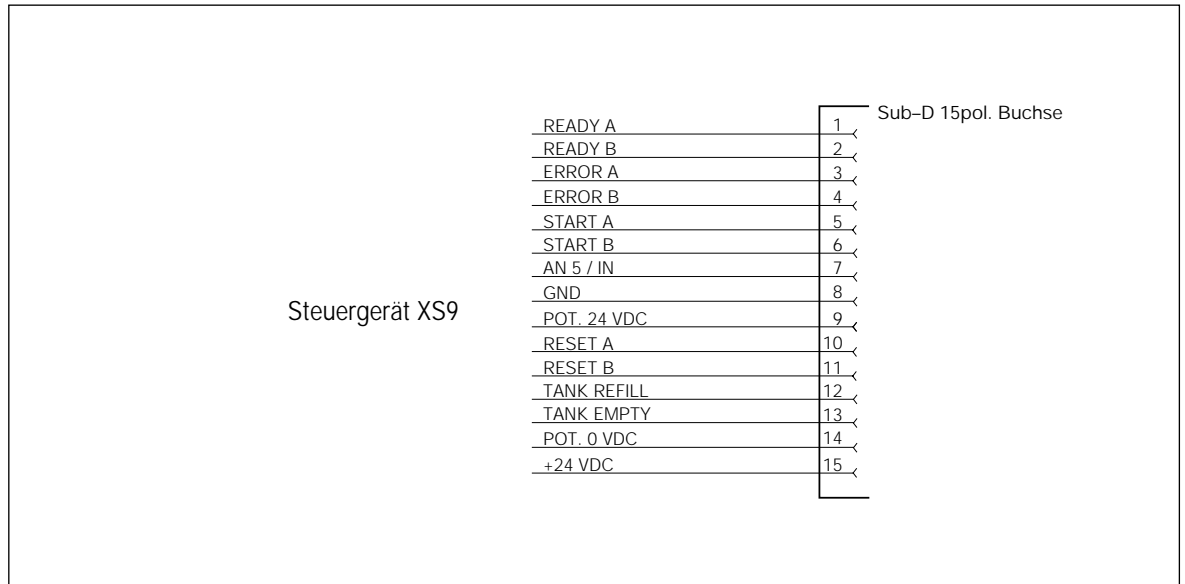 Sub–D 15pol. Buchse
READY A 1
READY B 2
ERROR A 3
ERROR B 4
START A 5
START B 6
AN 5 / IN 7
GND 8
Steuergerät XS9
POT. 24 VDC 9
RESET A 10
RESET B 11
TANK REFILL 12
TANK EMPTY 13
POT. 0 VDC 14
+24 VDC 15